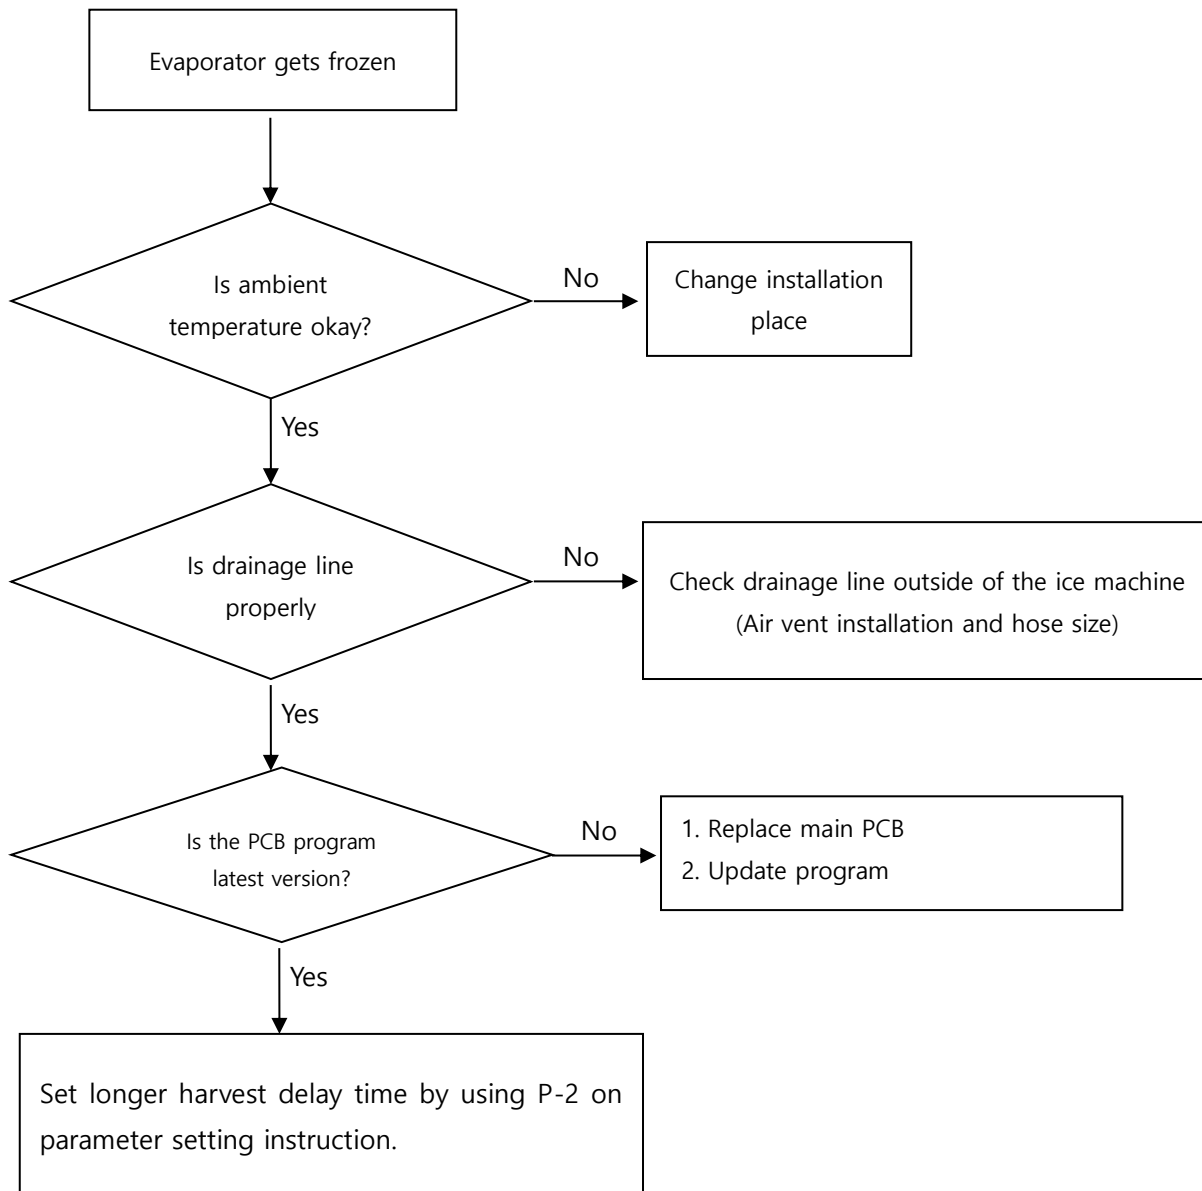 Evaporator gets frozen
Is ambient
temperature okay?
No
Change installation
place
Yes
Is drainage line
properly
No
Check drainage line outside of the ice machine
(Air vent installation and hose size)
Yes
Is the PCB program
latest version?
No
1. Replace main PCB
2. Update program
Yes
Set longer harvest delay time by using P-2 on
parameter setting instruction.